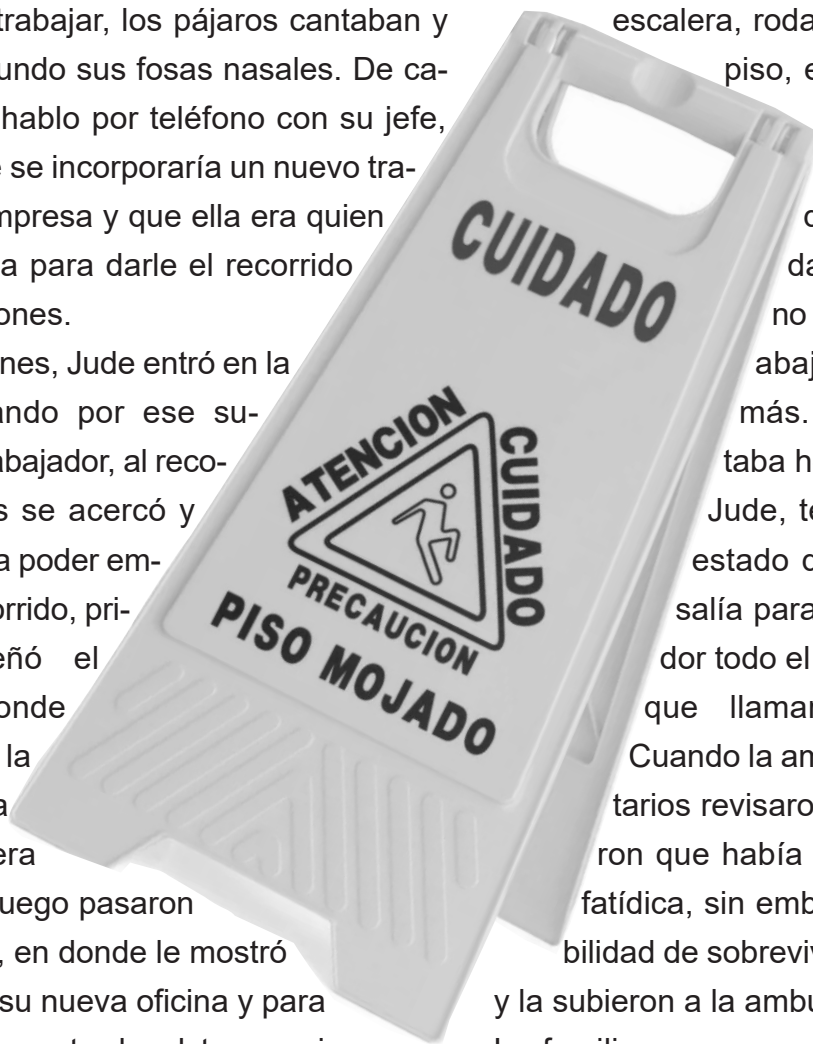 trabajar, los pájaros cantaban y
undo sus fosas nasales. De ca-
hablo por teléfono con su jefe,
e se incorporaría un nuevo tra-
mpresa y que ella era quien
a para darle el recorrido
ones.
nes, Jude entró en la
ando por ese su-
abajador, al reco-
s se acercó y
a poder em-
orrido, pri-
eñó el
onde
la
a
era
uego pasaron
, en donde le mostró
su nueva oficina y para
CUIDADO
ATENCION
CUIDADO
PRECAUCION
PISO MOJADO
escalera, roda
piso, e
da
no
abaj
más.
taba h
Jude, te
estado
salía para
dor todo el
que llamar
Cuando la am
tarios revisaro
ron que había
fatídica, sin emb
bilidad de sobreviv
y la subieron a la ambu